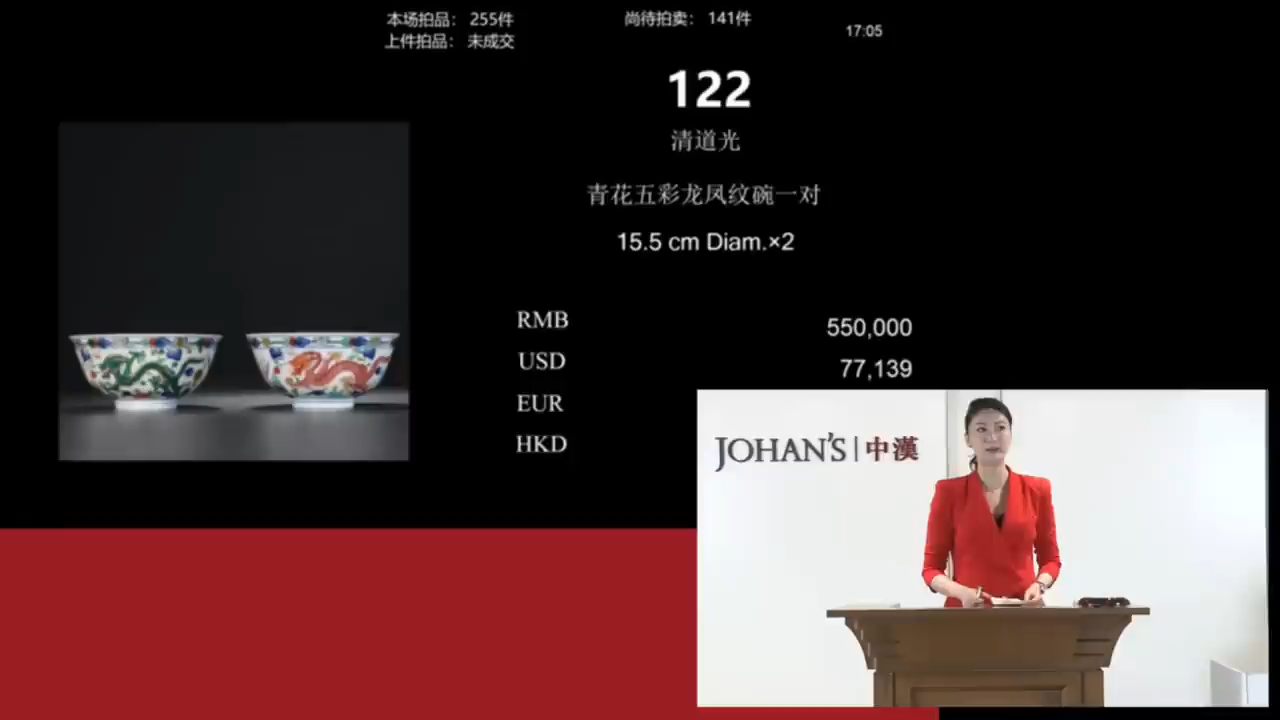 本场拍品： 255件
尚待拍卖： 141件
17:05
上件拍品： 未成交
122
清道光
青花五彩龙凤纹碗一对
15.5 cm Diam.×2
RMB 550,000
USD 77,139
EUR
HKD
JOHAN'S | 中漢